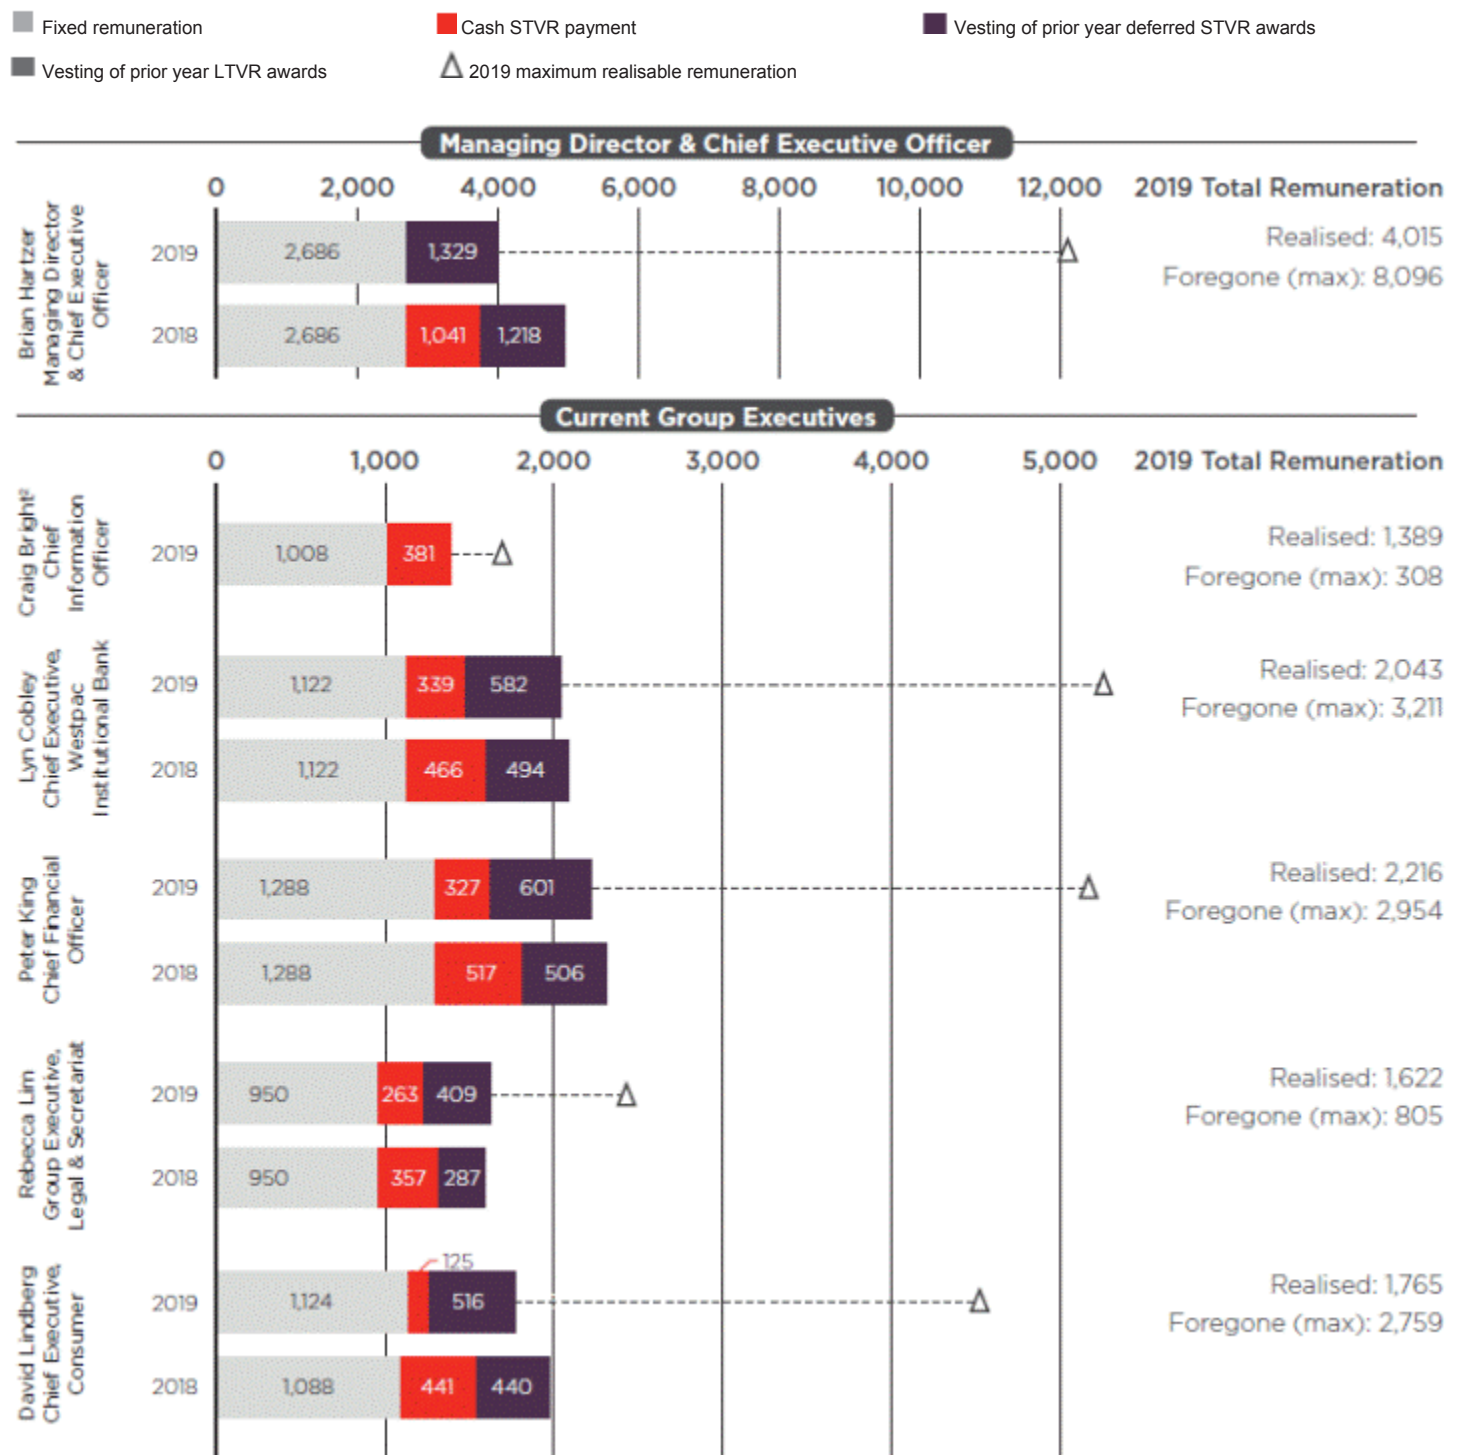 Fixed remuneration
Cash STVR payment
Vesting of prior year deferred STVR awards
Vesting of prior year LTVR awards
2019 maximum realisable remuneration
Managing Director & Chief Executive Officer
0 2,000 4,000 6,000 8,000 10,000 12,000 2019 Total Remuneration
Brian Hartzer
Managing Director
& Chief Executive
Officer
2019 2,686 1,329
Realised: 4,015
Foregone (max): 8,096
2018 2,686 1,041 1,218
Current Group Executives
0 1,000 2,000 3,000 4,000 5,000 2019 Total Remuneration
Craig Bright²
Chief
Information
Officer
2019 1,008 381
Realised: 1,389
Foregone (max): 308
Lyn Cobley
Chief Executive,
Westpac
Institutional Bank
2019 1,122 339 582
Realised: 2,043
Foregone (max): 3,211
2018 1,122 466 494
Peter King
Chief Financial
Officer
2019 1,288 327 601
Realised: 2,216
Foregone (max): 2,954
2018 1,288 517 506
Rebecca Lim
Group Executive,
Legal & Secretariat
2019 950 263 409
Realised: 1,622
Foregone (max): 805
2018 950 357 287
David Lindberg
Chief Executive,
Consumer
125
2019 1,124 516
Realised: 1,765
Foregone (max): 2,759
2018 1,088 441 440